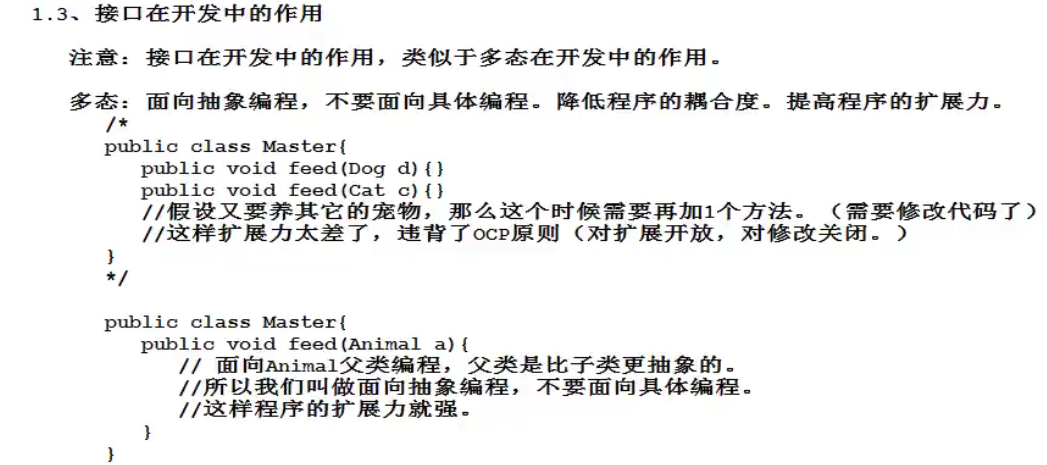 1.3、接口在开发中的作用
注意：接口在开发中的作用，类似于多态在开发中的作用。
多态：面向抽象编程，不要面向具体编程。降低程序的耦合度。提高程序的扩展力。
/*
public class Master{
public void feed(Dog d){}
public void feed(Cat c){}
//假设又要养其它的宠物，那么这个时候需要再加1个方法。（需要修改代码了）
//这样扩展力太差了，违背了OCP原则（对扩展开放，对修改关闭。）
}
*/
public class Master{
public void feed(Animal a){
// 面向Animal父类编程，父类是比子类更抽象的。
//所以我们叫做面向抽象编程，不要面向具体编程。
//这样程序的扩展力就强。
}
}